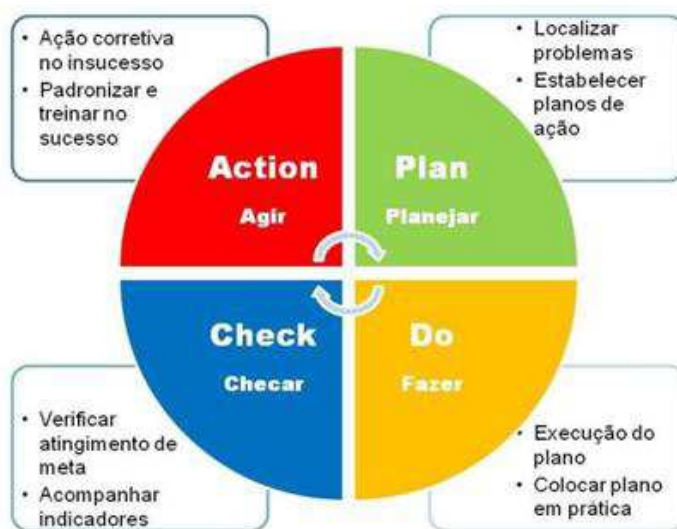 • Ação corretiva
no insucesso
• Padronizar e
treinar no
sucesso
• Localizar
problemas
• Estabelecer
planos de
ação
Action
Agir
Plan
Planejar
Check
Checar
Do
Fazer
• Verificar
atingimento de
meta
• Acompanhar
indicadores
• Execução do
plano
• Colocar plano
em prática